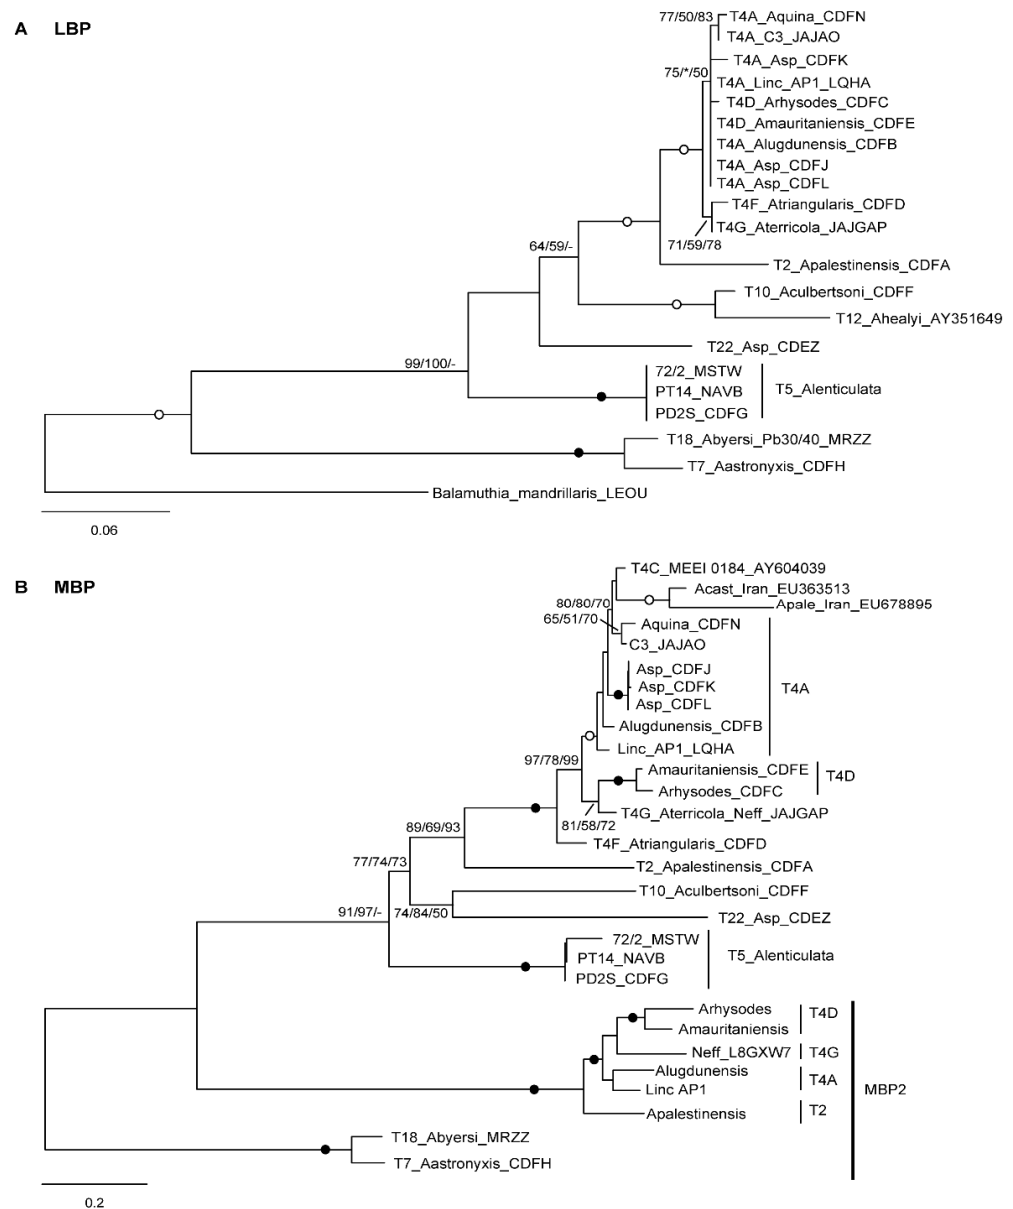 A LBP
77/50/83
T4A_Aquina_CDFN
T4A_C3_JAJAO
T4A_Asp_CDFK
75/*/50
T4A_Linc_AP1_LQHA
T4D_Arhysodes_CDFC
T4D_Amauritaniensis_CDFE
T4A_Alugdunensis_CDFB
T4A_Asp_CDFJ
T4A_Asp_CDFL
T4F_Atriangularis_CDFD
T4G_Aterricola_JAJGAP
71/59/78
64/59/-
T2_Apalestinensis_CDFA
T10_Aculbertsoni_CDFF
T12_Ahealyi_AY351649
T22_Asp_CDEZ
99/100/-
72/2_MSTW
PT14_NAVB
T5_Alenticulata
PD2S_CDFG
T18_Abyersi_Pb30/40_MRZZ
T7_Aastronyxis_CDFH
Balamuthia_mandrillaris_LEOU
0.06
B MBP
T4C_MEEI 0184_AY604039
Acast_Iran_EU363513
Apale_Iran_EU678895
80/80/70
65/51/70
Aquina_CDFN
C3_JAJAO
Asp_CDFJ
Asp_CDFK
T4A
Asp_CDFL
Alugdunensis_CDFB
Linc_AP1_LQHA
97/78/99
Amauritaniensis_CDFE
T4D
Arhysodes_CDFC
T4G_Aterricola_Neff_JAJGAP
81/58/72
89/69/93
T4F_Atriangularis_CDFD
77/74/73
T2_Apalestinensis_CDFA
T10_Aculbertsoni_CDFF
91/97/-
74/84/50
T22_Asp_CDEZ
72/2_MSTW
PT14_NAVB
T5_Alenticulata
PD2S_CDFG
Arhysodes
T4D
Amauritaniensis
Neff_L8GXW7
T4G
Alugdunensis
T4A
Linc AP1
MBP2
Apalestinensis
T2
T18_Abyersi_MRZZ
T7_Aastronyxis_CDFH
0.2